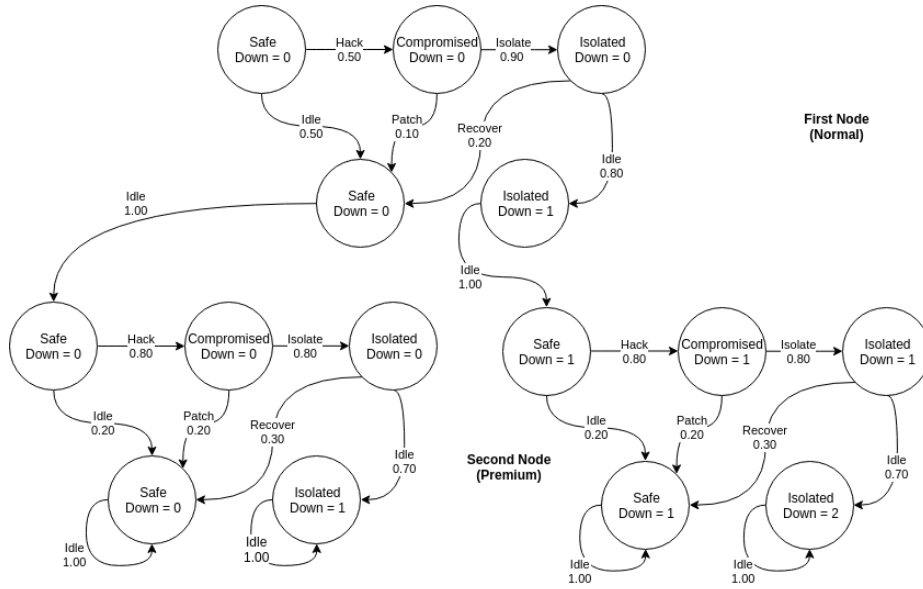 Safe
Down = 0
Hack
0.50
Compromised
Down = 0
Isolate
0.90
Isolated
Down = 0
First Node
(Normal)
Idle
0.50
Patch
0.10
Recover
0.20
Idle
0.80
Safe
Down = 0
Isolated
Down = 1
Idle
1.00
Idle
1.00
Safe
Down = 0
Hack
0.80
Compromised
Down = 0
Isolate
0.80
Isolated
Down = 0
Idle
0.20
Patch
0.20
Recover
0.30
Idle
0.70
Safe
Down = 0
Isolated
Down = 1
Idle
1.00
Idle
1.00
Second Node
(Premium)
Safe
Down = 1
Hack
0.80
Compromised
Down = 1
Isolate
0.80
Isolated
Down = 1
Idle
0.20
Patch
0.20
Recover
0.30
Idle
0.70
Safe
Down = 1
Isolated
Down = 2
Idle
1.00
Idle
1.00